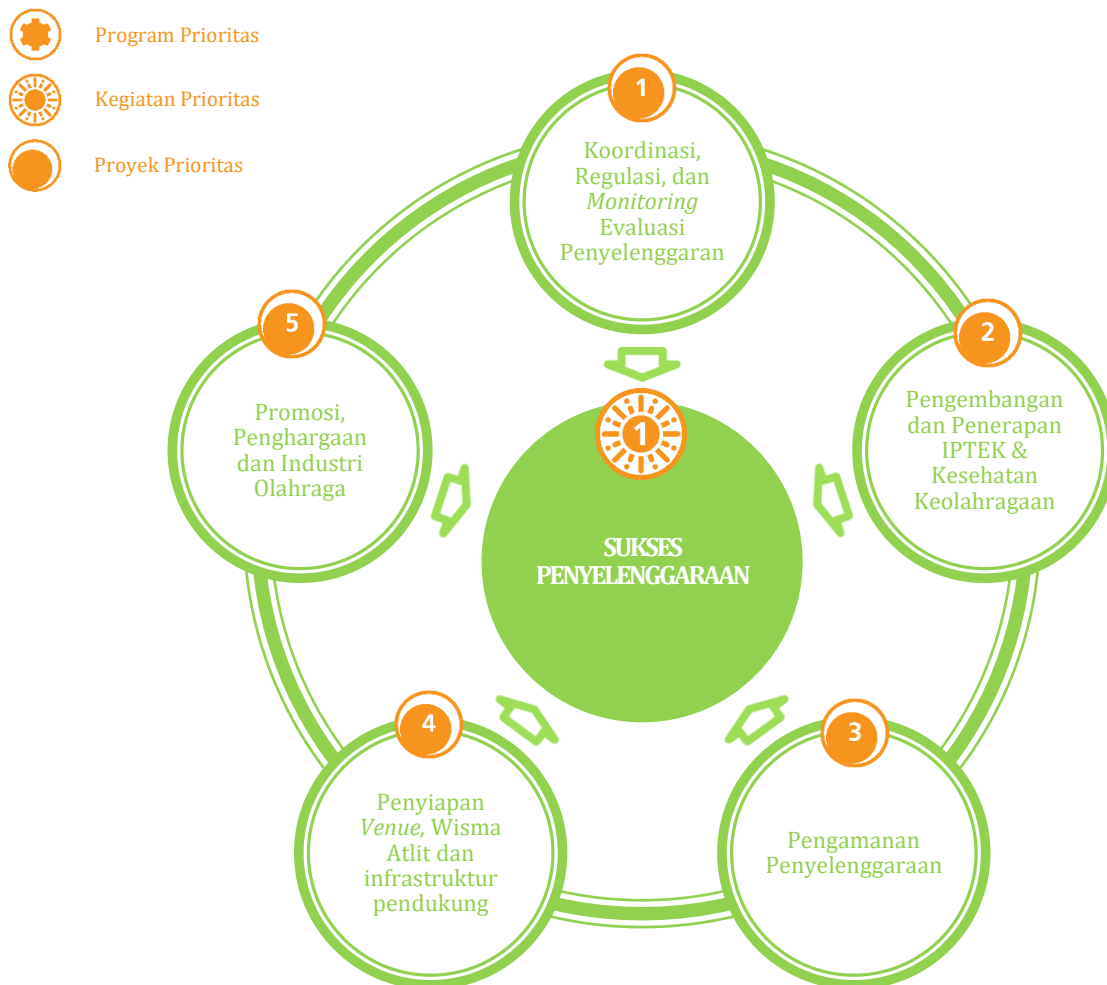 Program Prioritas
Kegiatan Prioritas
Proyek Prioritas
1
Koordinasi,
Regulasi, dan
Monitoring
Evaluasi
Penyelenggaran
2
Pengembangan
dan Penerapan
IPTEK &
Kesehatan
Keolahragaan
3
Pengamanan
Penyelenggaraan
4
Penyiapan
Venue, Wisma
Atlit dan
infrastruktur
pendukung
5
Promosi,
Penghargaan
dan Industri
Olahraga
1
SUKSES
PENYELENGGARAAN